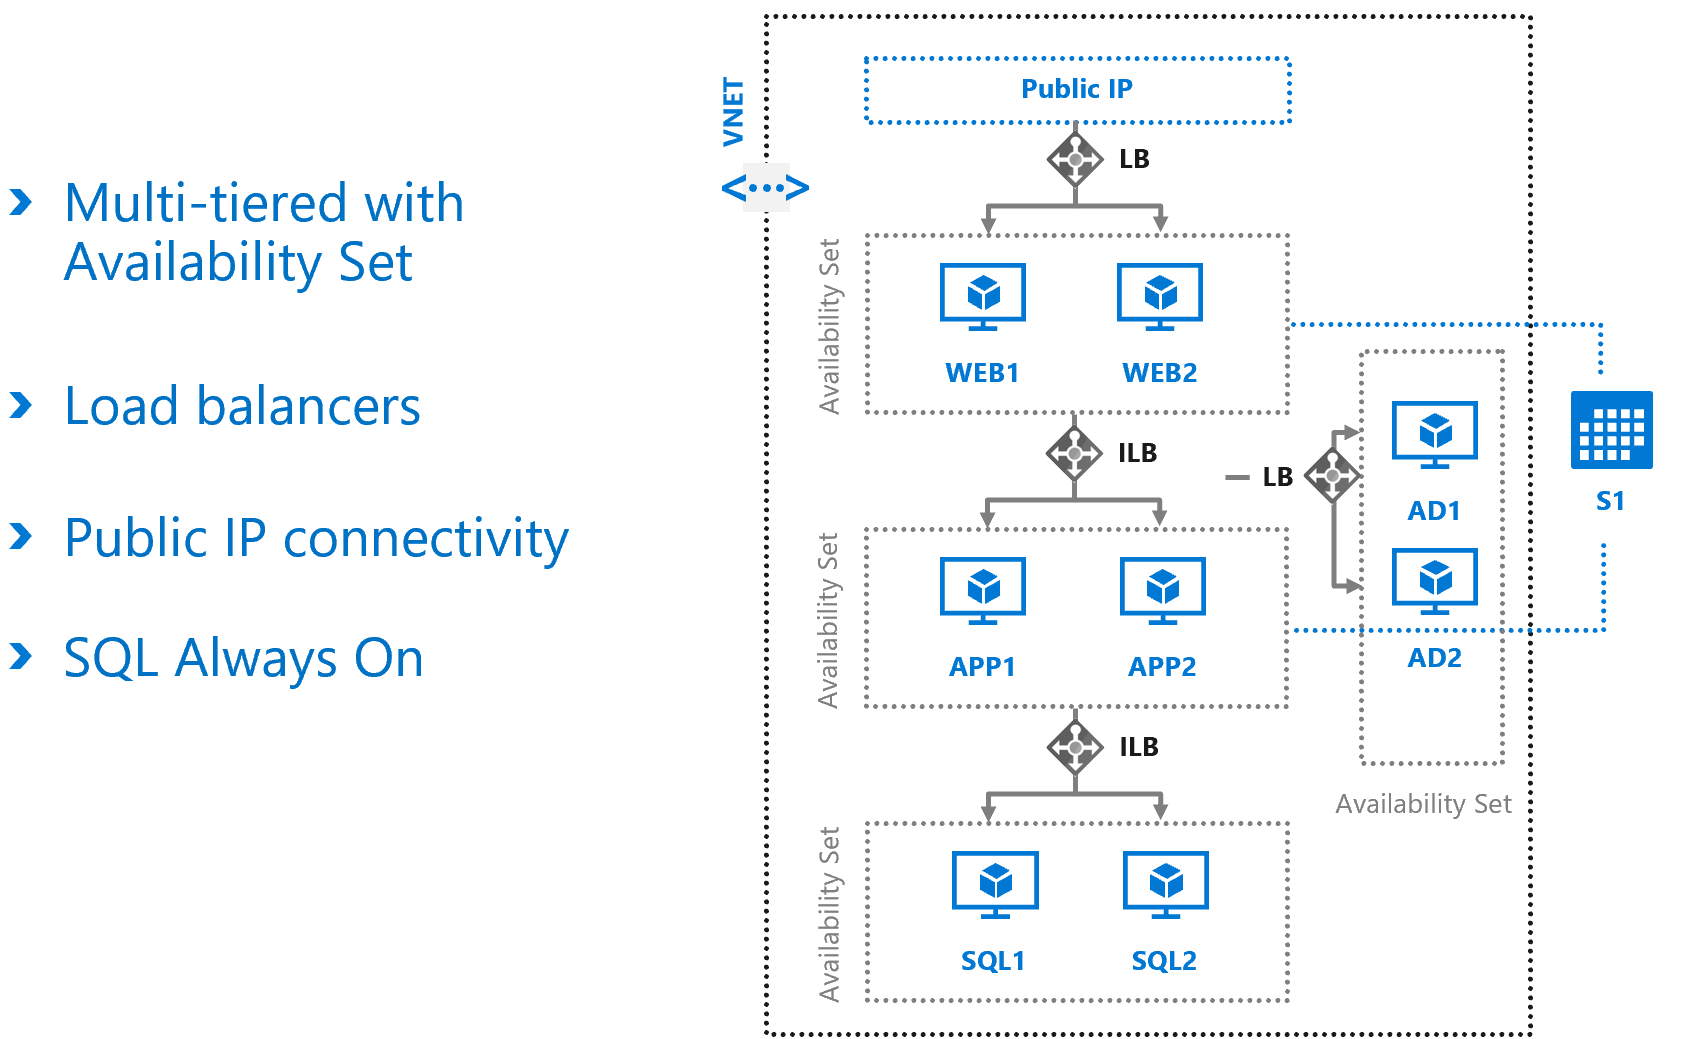 Multi-tiered with
Availability Set
Load balancers
Public IP connectivity
SQL Always On
VNET
Public IP
LB
Availability Set
WEB1
WEB2
ILB
LB
AD1
AD2
Availability Set
S1
Availability Set
APP1
APP2
ILB
Availability Set
SQL1
SQL2